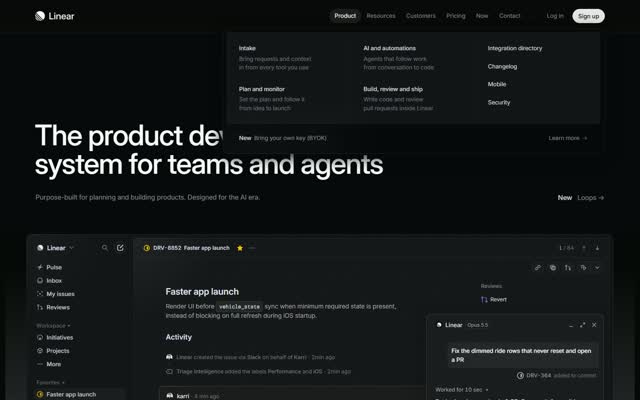 Linear
Product Resources Customers Pricing Now Contact Log in Sign up
Intake
Bring requests and context
in from every tool you use
AI and automations
Agents that follow work
from conversation to code
Integration directory
Changelog
Mobile
Security
Plan and monitor
Set the plan and follow it
from idea to launch
Build, review and ship
Write code and review
pull requests inside Linear
New Bring your own key (BYOK) Learn more →
The product dev
system for teams and agents
Purpose-built for planning and building products. Designed for the AI era.
New Loops →
Linear
Pulse
Inbox
My issues
Reviews
Workspace
Initiatives
Projects
More
Favorites
Faster app launch
DRV-8852 Faster app launch
1 / 84
Faster app launch
Render UI before vehicle_state sync when minimum required state is present,
instead of blocking on full refresh during iOS startup.
Activity
Linear created the issue via Slack on behalf of Karri · 2min ago
Triage Intelligence added the labels Performance and iOS · 2min ago
karri · 4 min ago
Reviews
Revert
Linear Opus 5.5
Fix the dimmed ride rows that never reset and open
a PR
DRV-364 added to commit
Worked for 10 sec